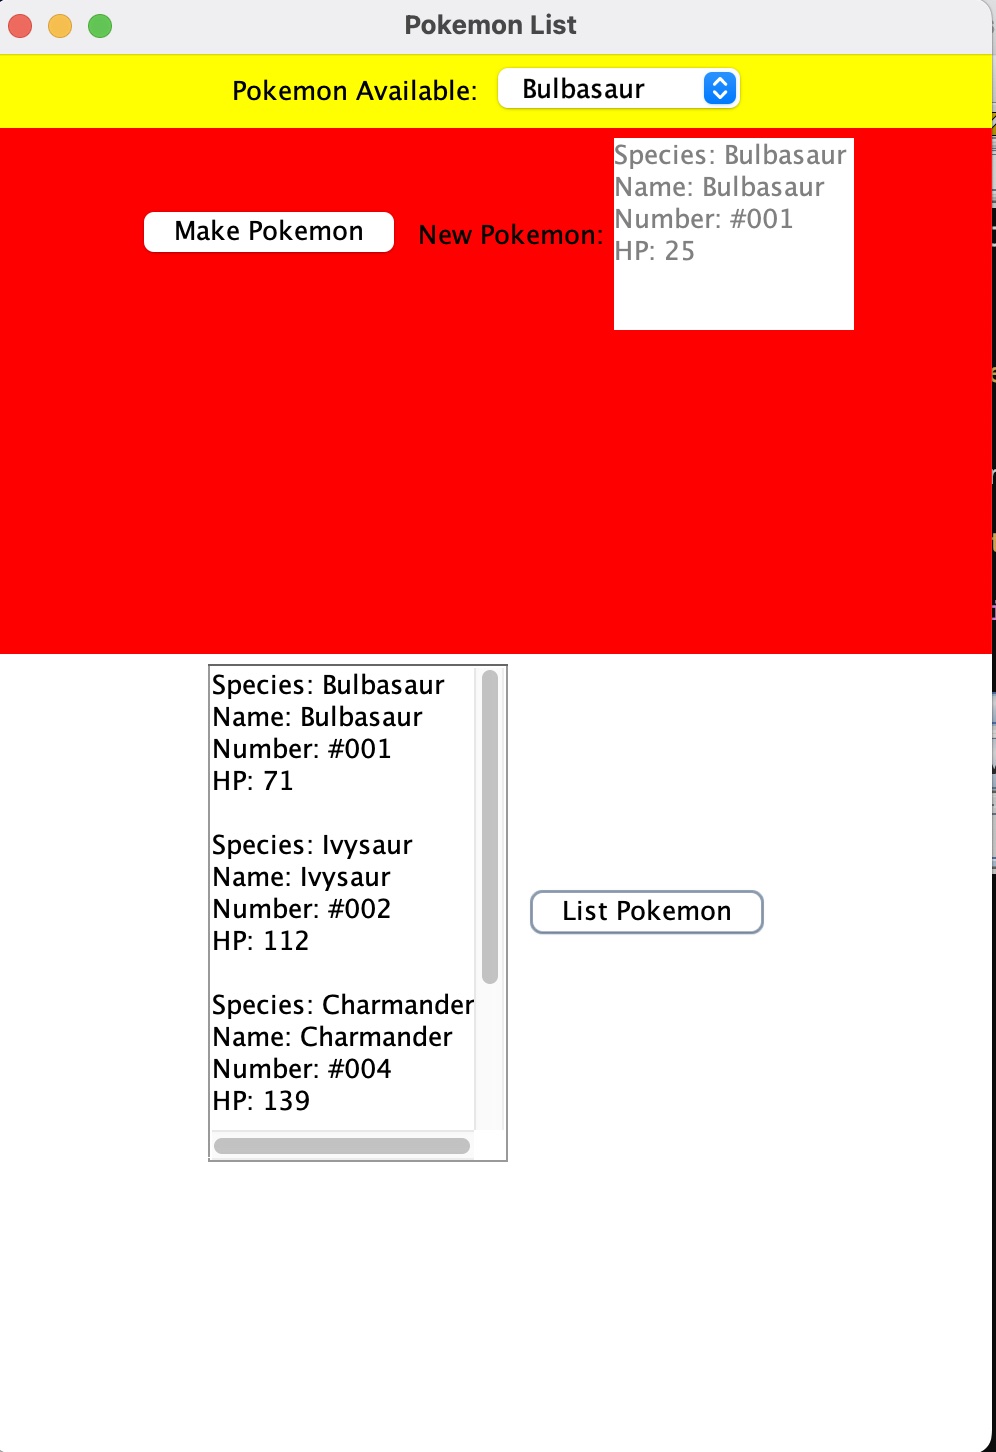 Pokemon List
Pokemon Available: Bulbasaur
Species: Bulbasaur
Name: Bulbasaur
Number: #001
HP: 25
Make Pokemon
New Pokemon:
Species: Bulbasaur
Name: Bulbasaur
Number: #001
HP: 71
Species: Ivysaur
Name: Ivysaur
Number: #002
HP: 112
Species: Charmander
Name: Charmander
Number: #004
HP: 139
List Pokemon